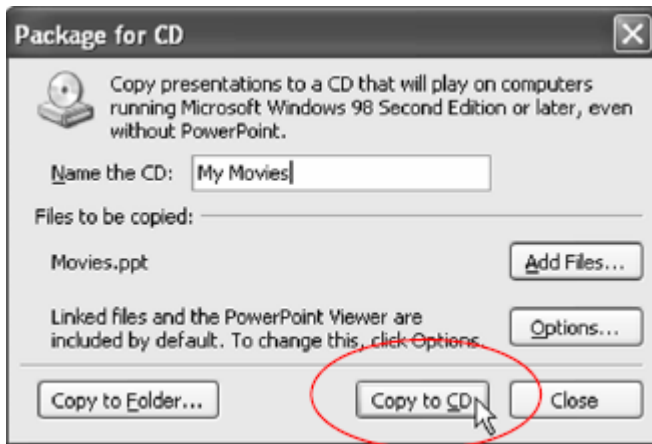 Package for CD
Copy presentations to a CD that will play on computers
running Microsoft Windows 98 Second Edition or later, even
without PowerPoint.
Name the CD: My Movies
Files to be copied:
Movies.ppt
Add Files...
Linked files and the PowerPoint Viewer are
included by default. To change this, click Options.
Options...
Copy to Folder...
Copy to CD
Close